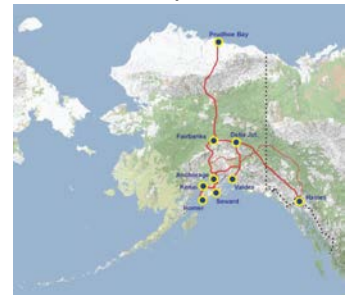 Prudhoe Bay
Fairbanks
Delta Jct.
Anchorage
Kenai
Valdez
Seward
Homer
Haines